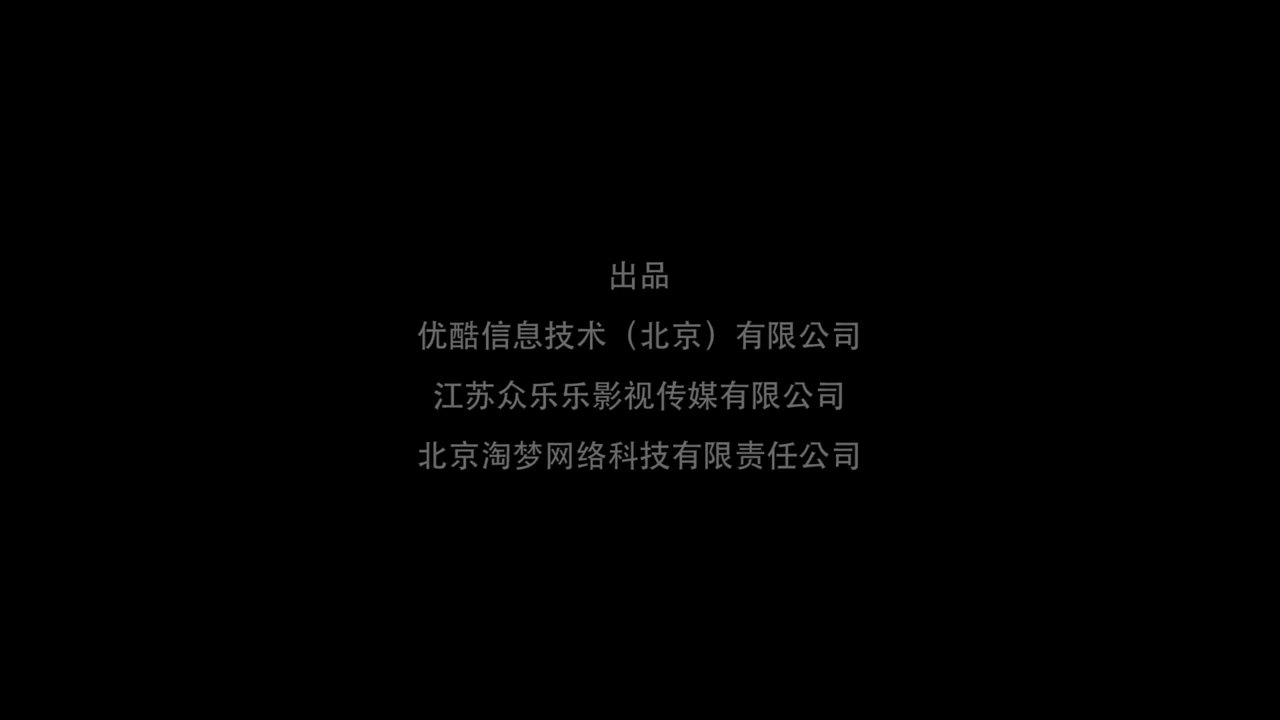 出品
优酷信息技术（北京）有限公司
江苏众乐乐影视传媒有限公司
北京淘梦网络科技有限责任公司